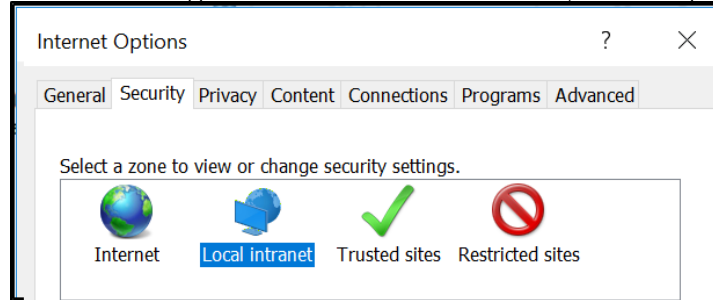 Internet Options ?
General Security Privacy Content Connections Programs Advanced
Select a zone to view or change security settings.
Internet Local intranet Trusted sites Restricted sites